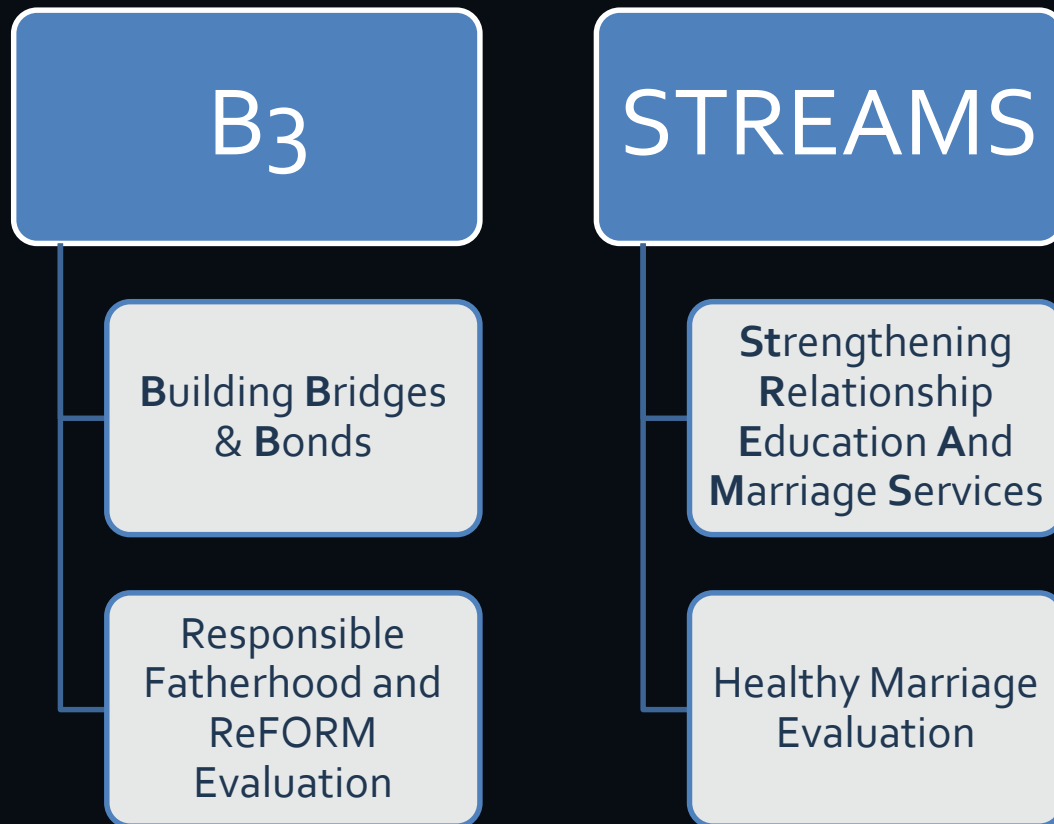 B3
Building Bridges
& Bonds
Responsible
Fatherhood and
ReFORM
Evaluation
STREAMS
Strengthening
Relationship
Education And
Marriage Services
Healthy Marriage
Evaluation